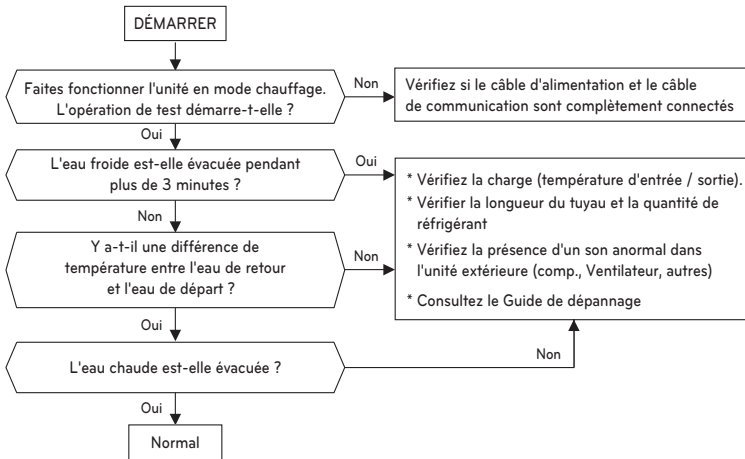 DÉMARRER
Faites fonctionner l'unité en mode chauffage.
L'opération de test démarre-t-elle ?
Non
Vérifiez si le câble d'alimentation et le câble
de communication sont complètement connectés
Oui
L'eau froide est-elle évacuée pendant
plus de 3 minutes ?
Oui
* Vérifiez la charge (température d'entrée / sortie).
* Vérifier la longueur du tuyau et la quantité de
réfrigérant
* Vérifiez la présence d'un son anormal dans
l'unité extérieure (comp., Ventilateur, autres)
* Consultez le Guide de dépannage
Non
Y a-t-il une différence de
température entre l'eau de retour
et l'eau de départ ?
Non
Oui
L'eau chaude est-elle évacuée ?
Non
Oui
Normal